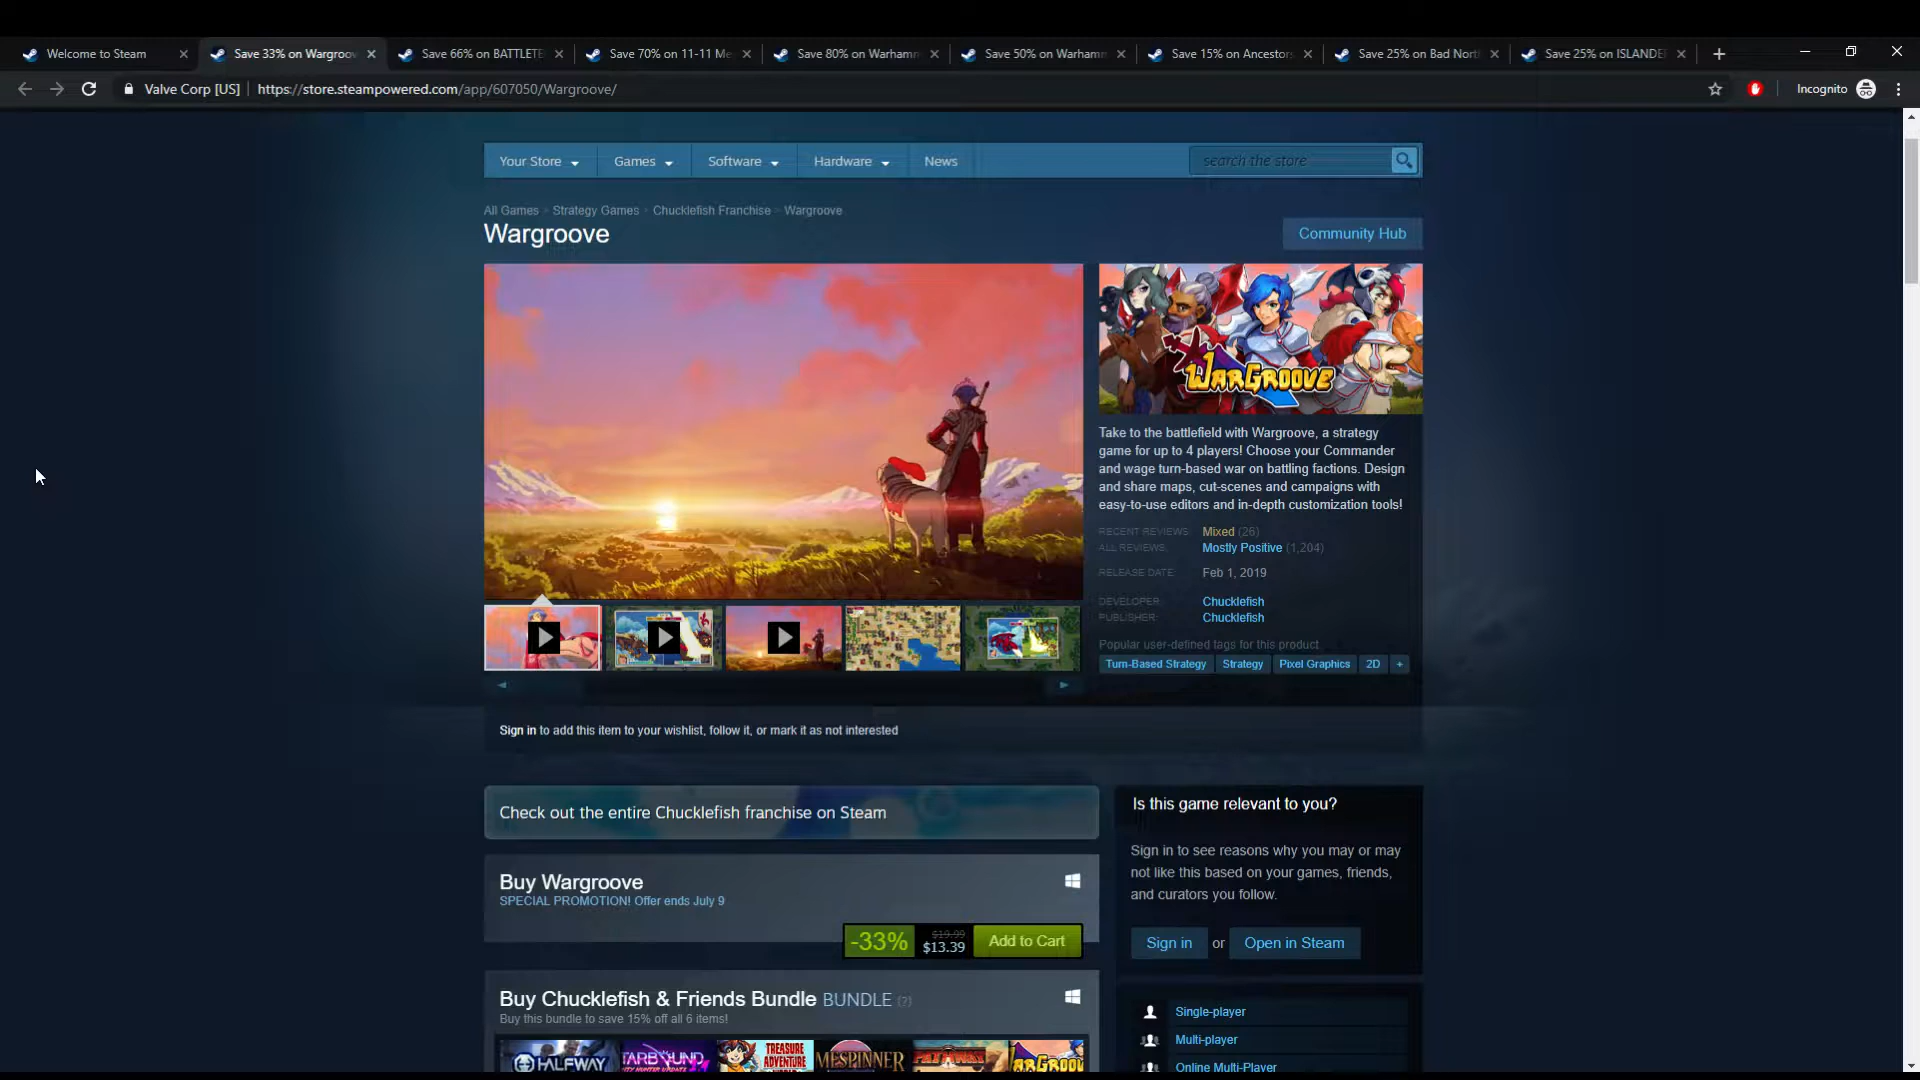 Welcome to Steam
Save 33% on Wargroov
Save 66% on BATTLETE
Save 70% on 11-11 Me
Save 80% on Warhamm
Save 50% on Warhamm
Save 15% on Ancestors
Save 25% on Bad Nort
Save 25% on ISLANDE
Valve Corp [US]
https://store.steampowered.com/app/607050/Wargroove/
Incognito
Your Store
Games
Software
Hardware
News
search the store
All Games > Strategy Games > Chucklefish Franchise > Wargroove
Wargroove
Community Hub
WARGROOVE
Take to the battlefield with Wargroove, a strategy
game for up to 4 players! Choose your Commander
and wage turn-based war on battling factions. Design
and share maps, cut-scenes and campaigns with
easy-to-use editors and in-depth customization tools!
RECENT REVIEWS: Mixed (26)
ALL REVIEWS: Mostly Positive (1,204)
RELEASE DATE: Feb 1, 2019
DEVELOPER: Chucklefish
PUBLISHER: Chucklefish
Popular user-defined tags for this product:
Turn-Based Strategy Strategy Pixel Graphics 2D +
Sign in to add this item to your wishlist, follow it, or mark it as not interested
Check out the entire Chucklefish franchise on Steam
Is this game relevant to you?
Sign in to see reasons why you may or may
not like this based on your games, friends,
and curators you follow.
Sign in or Open in Steam
Buy Wargroove
SPECIAL PROMOTION! Offer ends July 9
-33% $19.99 $13.39 Add to Cart
Buy Chucklefish & Friends Bundle BUNDLE (?)
Buy this bundle to save 15% off all 6 items!
HALFWAY
TARBOUND
TREASURE
ADVENTURE
MESPINNER
PATHWAY
ARGROOV
Single-player
Multi-player
Online Multi-Player